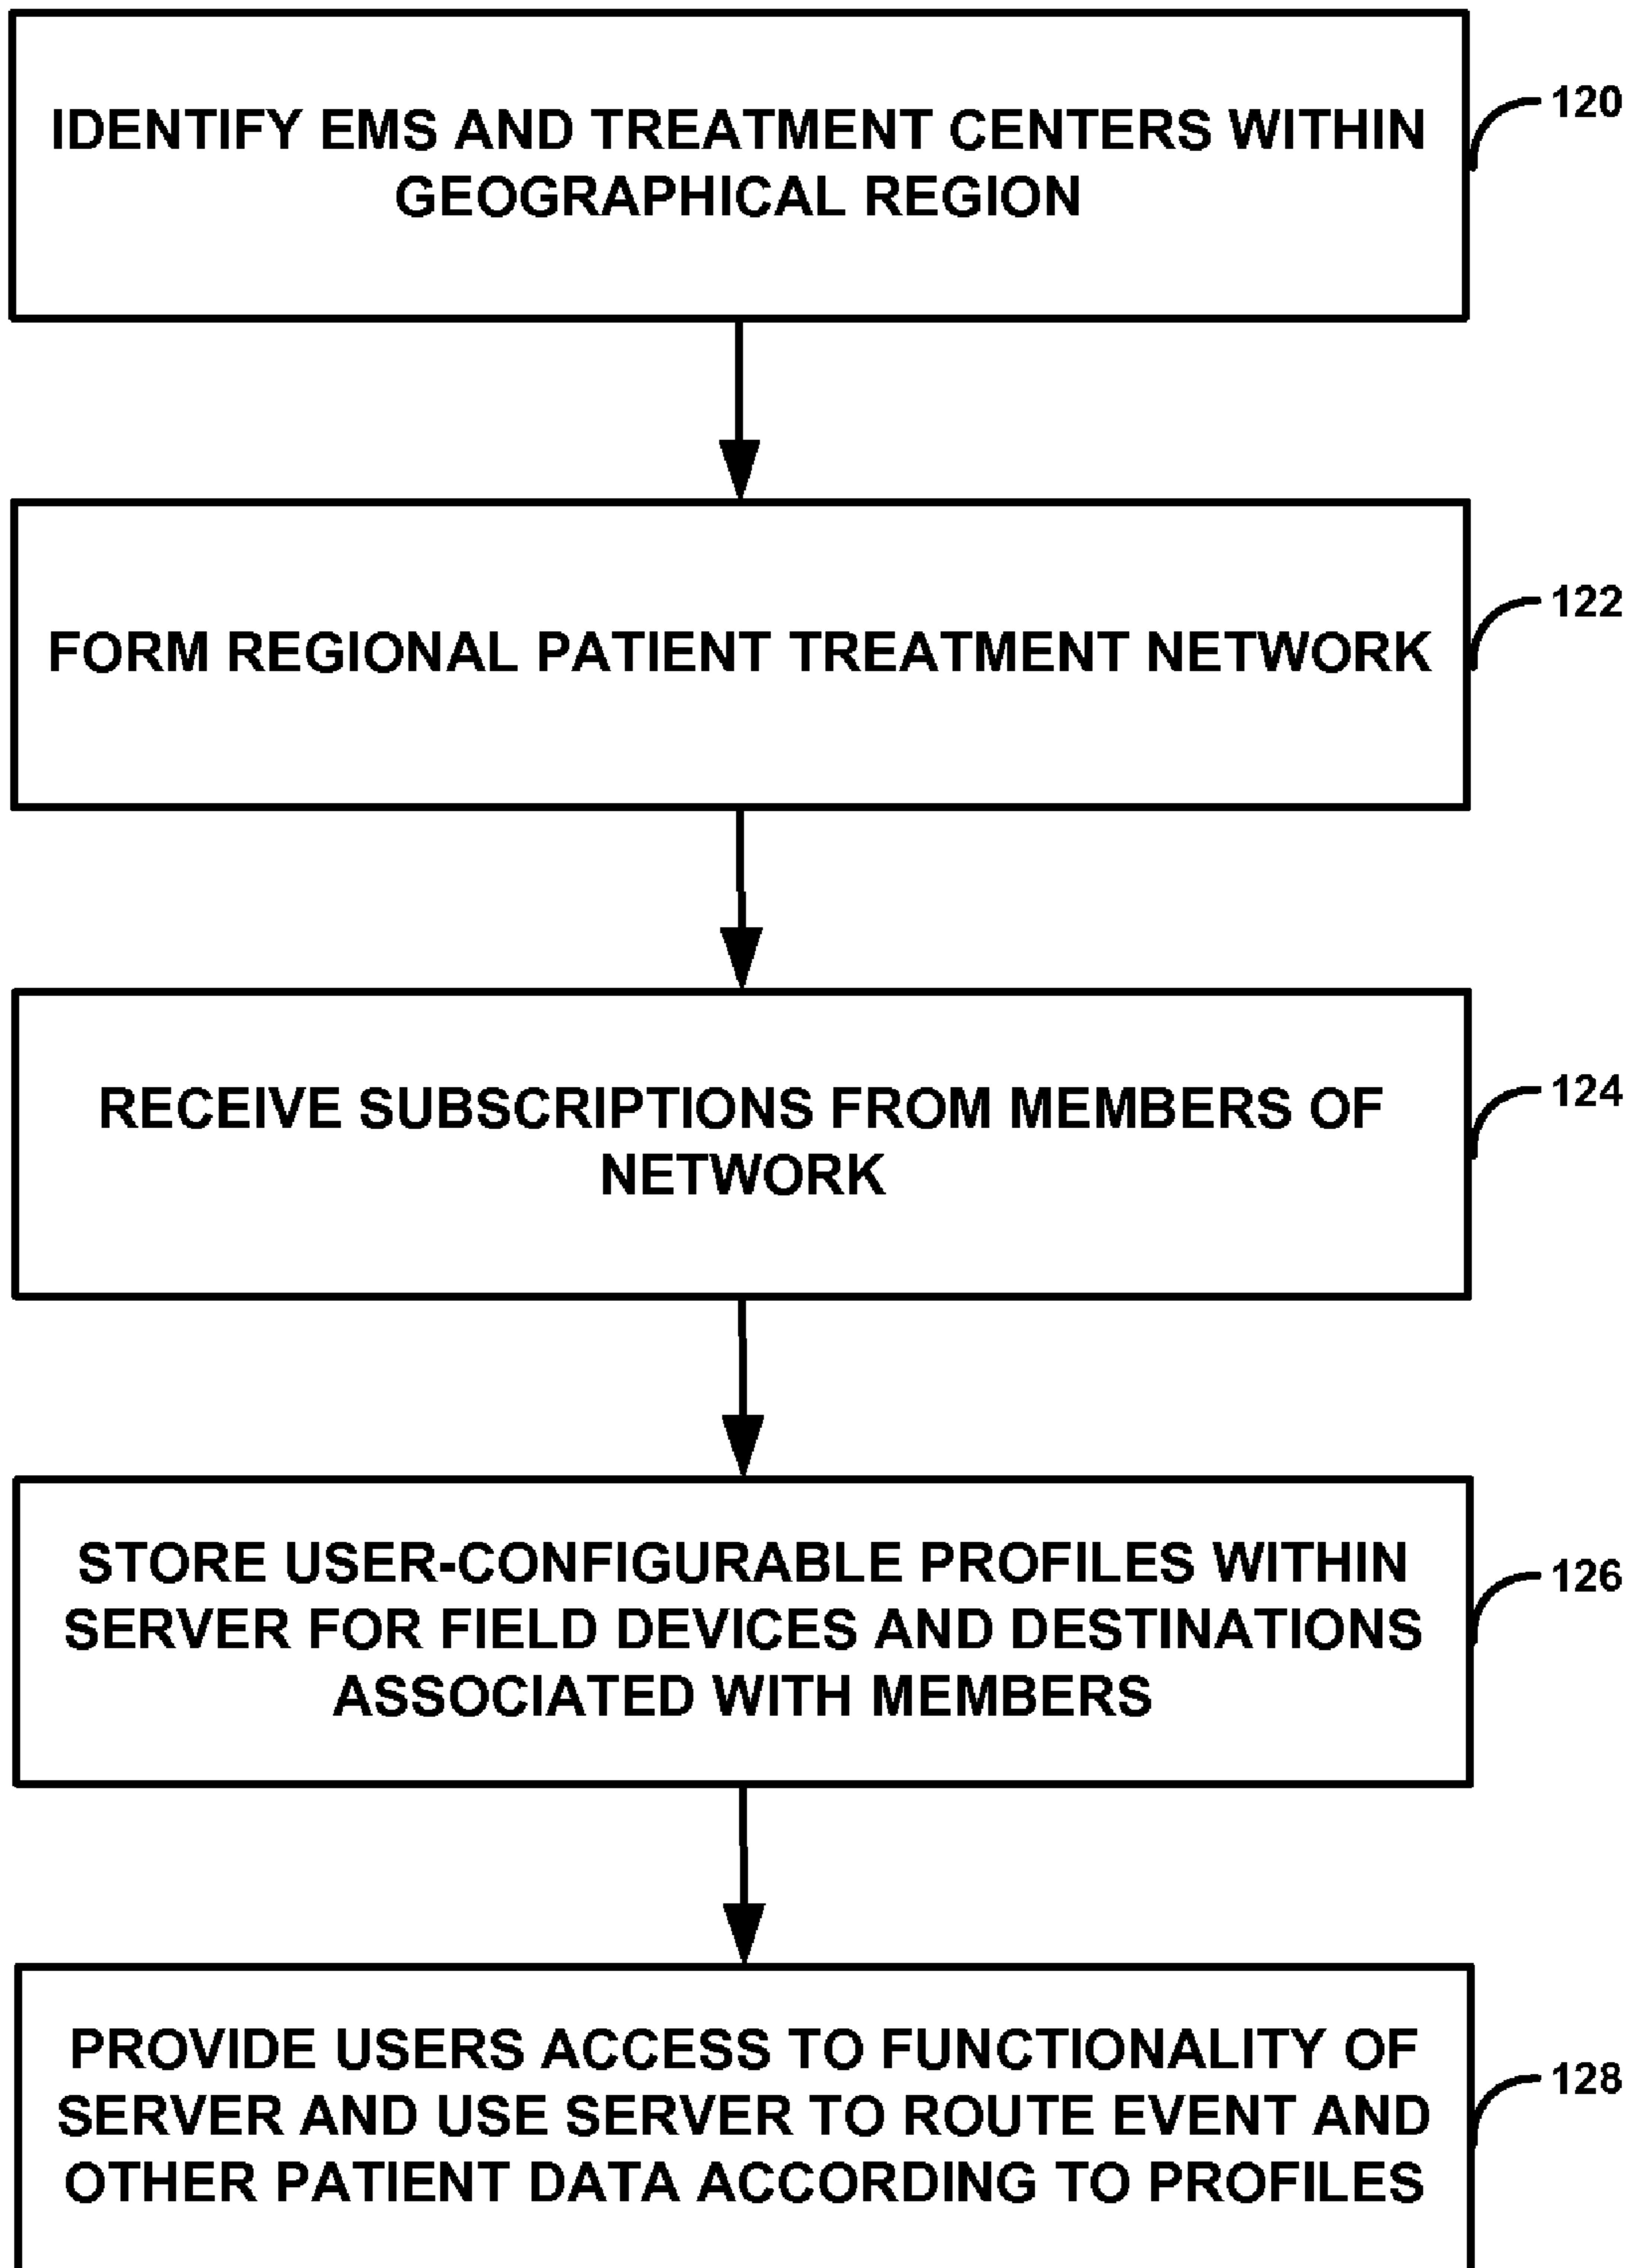 IDENTIFY EMS AND TREATMENT CENTERS WITHIN
GEOGRAPHICAL REGION
120
FORM REGIONAL PATIENT TREATMENT NETWORK
122
RECEIVE SUBSCRIPTIONS FROM MEMBERS OF
NETWORK
124
STORE USER-CONFIGURABLE PROFILES WITHIN
SERVER FOR FIELD DEVICES AND DESTINATIONS
ASSOCIATED WITH MEMBERS
126
PROVIDE USERS ACCESS TO FUNCTIONALITY OF
SERVER AND USE SERVER TO ROUTE EVENT AND
OTHER PATIENT DATA ACCORDING TO PROFILES
128